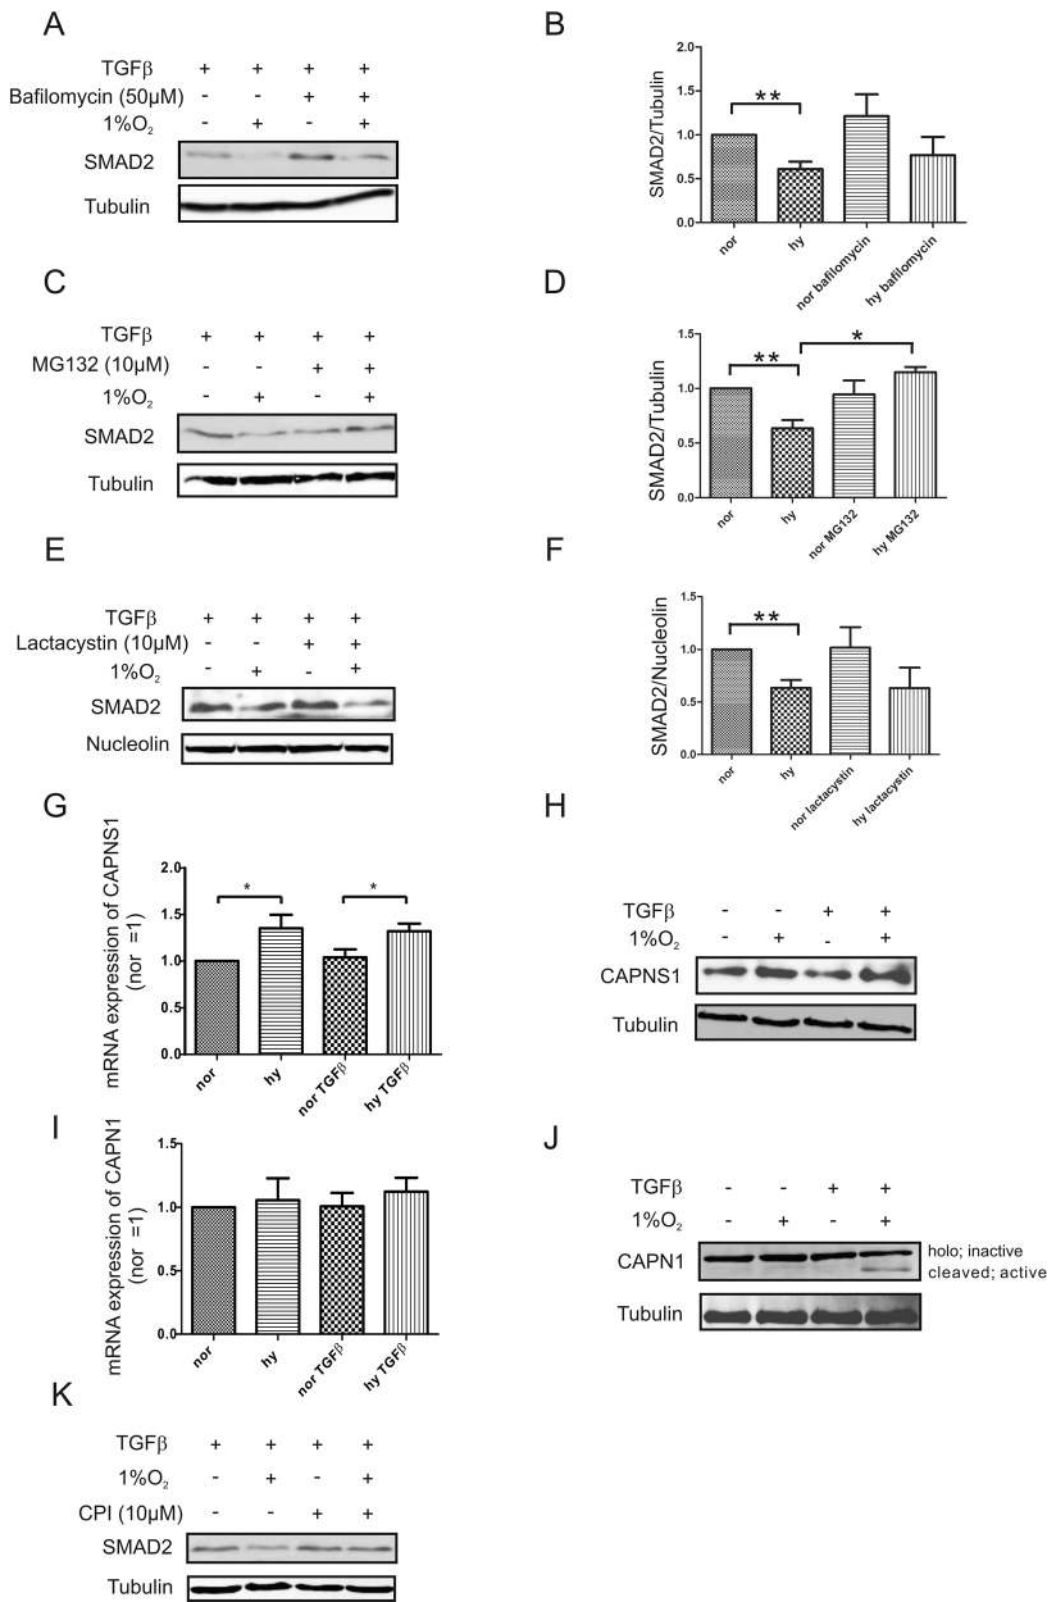 A
TGFβ + + + +
Bafilomycin (50µM) - - + +
1%O₂ - + - +
SMAD2
Tubulin
B
SMAD2/Tubulin
2.0
1.5
1.0
0.5
0.0
**
nor hy nor bafilomycin hy bafilomycin
C
TGFβ + + + +
MG132 (10µM) - - + +
1%O₂ - + - +
SMAD2
Tubulin
D
SMAD2/Tubulin
1.5
1.0
0.5
0.0
** *
nor hy nor MG132 hy MG132
E
TGFβ + + + +
Lactacystin (10µM) - - + +
1%O₂ - + - +
SMAD2
Nucleolin
F
SMAD2/Nucleolin
1.5
1.0
0.5
0.0
**
nor hy nor lactacystin hy lactacystin
G
mRNA expression of CAPNS1
(nor =1)
2.0
1.5
1.0
0.5
0.0
* *
nor hy nor TGFβ hy TGFβ
H
TGFβ - - + +
1%O₂ - + - +
CAPNS1
Tubulin
I
mRNA expression of CAPN1
(nor =1)
1.5
1.0
0.5
0.0
nor hy nor TGFβ hy TGFβ
J
TGFβ - - + +
1%O₂ - + - +
CAPN1
holo; inactive
cleaved; active
Tubulin
K
TGFβ + + + +
1%O₂ - + - +
CPI (10µM) - - + +
SMAD2
Tubulin